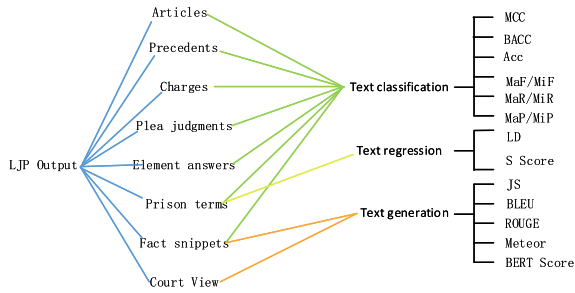 LJP Output
Articles
Precedents
Charges
Plea judgments
Element answers
Prison terms
Fact snippets
Court View
Text classification
Text regression
Text generation
MCC
BACC
Acc
MaF/MiF
MaR/MiR
MaP/MiP
LD
S Score
JS
BLEU
ROUGE
Meteor
BERT Score